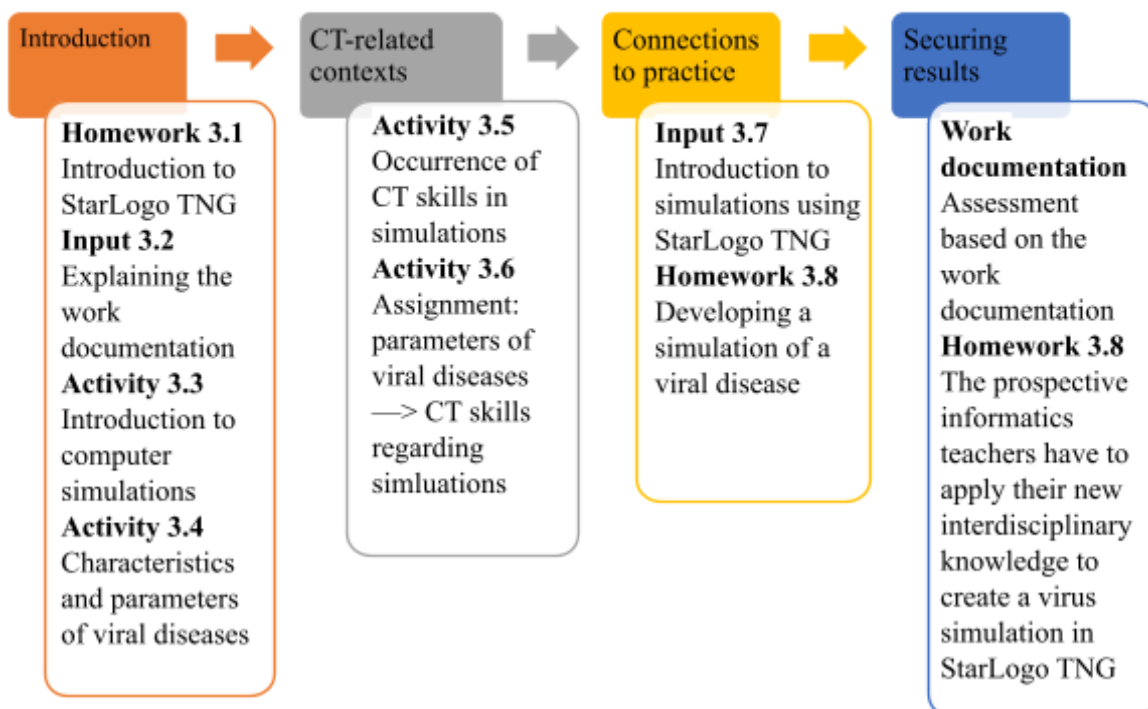 Introduction
Homework 3.1
Introduction to
StarLogo TNG
Input 3.2
Explaining the
work
documentation
Activity 3.3
Introduction to
computer
simulations
Activity 3.4
Characteristics
and parameters
of viral diseases
CT-related
contexts
Activity 3.5
Occurrence of
CT skills in
simulations
Activity 3.6
Assignment:
parameters of
viral diseases
—> CT skills
regarding
simluations
Connections
to practice
Input 3.7
Introduction to
simulations using
StarLogo TNG
Homework 3.8
Developing a
simulation of a
viral disease
Securing
results
Work
documentation
Assessment
based on the
work
documentation
Homework 3.8
The prospective
informatics
teachers have to
apply their new
interdisciplinary
knowledge to
create a virus
simulation in
StarLogo TNG